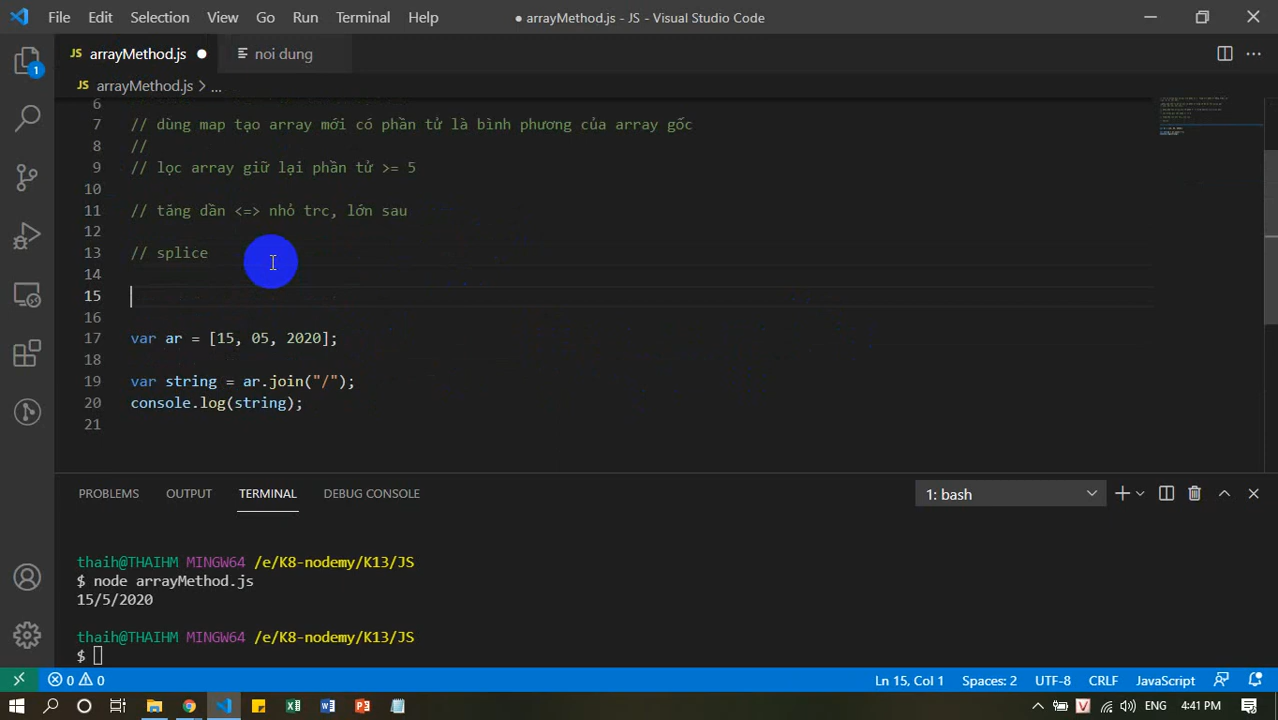 File Edit Selection View Go Run Terminal Help ● arrayMethod.js - JS - Visual Studio Code
JS arrayMethod.js ● noi dung
JS arrayMethod.js > ...
6
7 // dùng map tạo array mới có phần tử là bình phương của array gốc
8 //
9 // lọc array giữ lại phần tử >= 5
10
11 // tăng dần <=> nhỏ trc, lớn sau
12
13 // splice
14
15
16
17 var ar = [15, 05, 2020];
18
19 var string = ar.join("/");
20 console.log(string);
21
PROBLEMS OUTPUT TERMINAL DEBUG CONSOLE 1: bash
thaih@THAIHM MINGW64 /e/K8-nodemy/K13/JS
$ node arrayMethod.js
15/5/2020
thaih@THAIHM MINGW64 /e/K8-nodemy/K13/JS
$
0 0 Ln 15, Col 1 Spaces: 2 UTF-8 CRLF JavaScript
ENG 4:41 PM